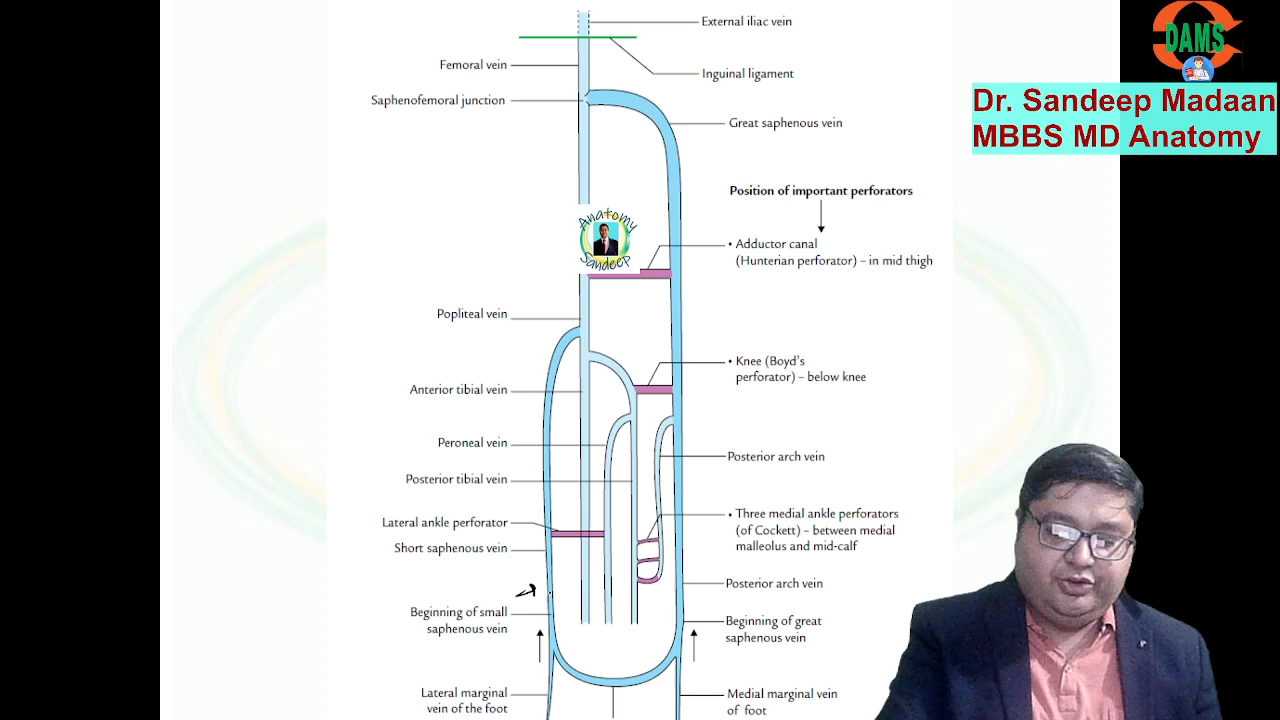 External iliac vein
Inguinal ligament
Femoral vein
Saphenofemoral junction
Great saphenous vein
DAMS
Dr. Sandeep Madaan
MBBS MD Anatomy
Position of important perforators
Anatomy
Sandeep
• Adductor canal
(Hunterian perforator) – in mid thigh
Popliteal vein
• Knee (Boyd's
perforator) – below knee
Anterior tibial vein
Peroneal vein
Posterior arch vein
Posterior tibial vein
Lateral ankle perforator
• Three medial ankle perforators
(of Cockett) – between medial
malleolus and mid-calf
Short saphenous vein
Posterior arch vein
Beginning of small
saphenous vein
Beginning of great
saphenous vein
Lateral marginal
vein of the foot
Medial marginal vein
of foot